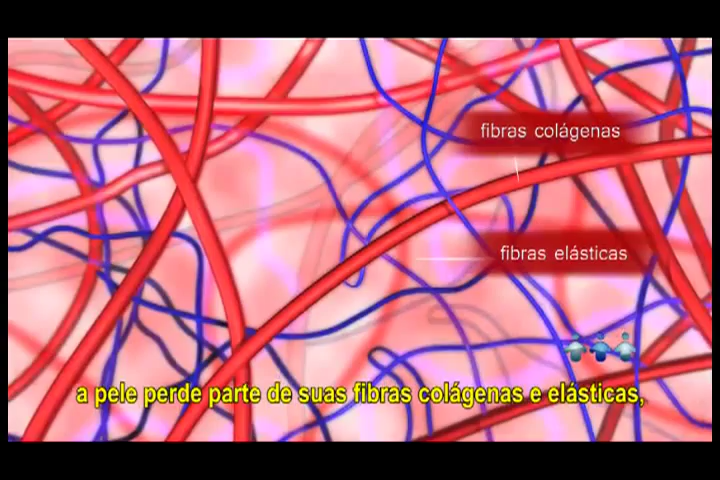 fibras colágenas
fibras elásticas
a pele perde parte de suas fibras colágenas e elásticas,